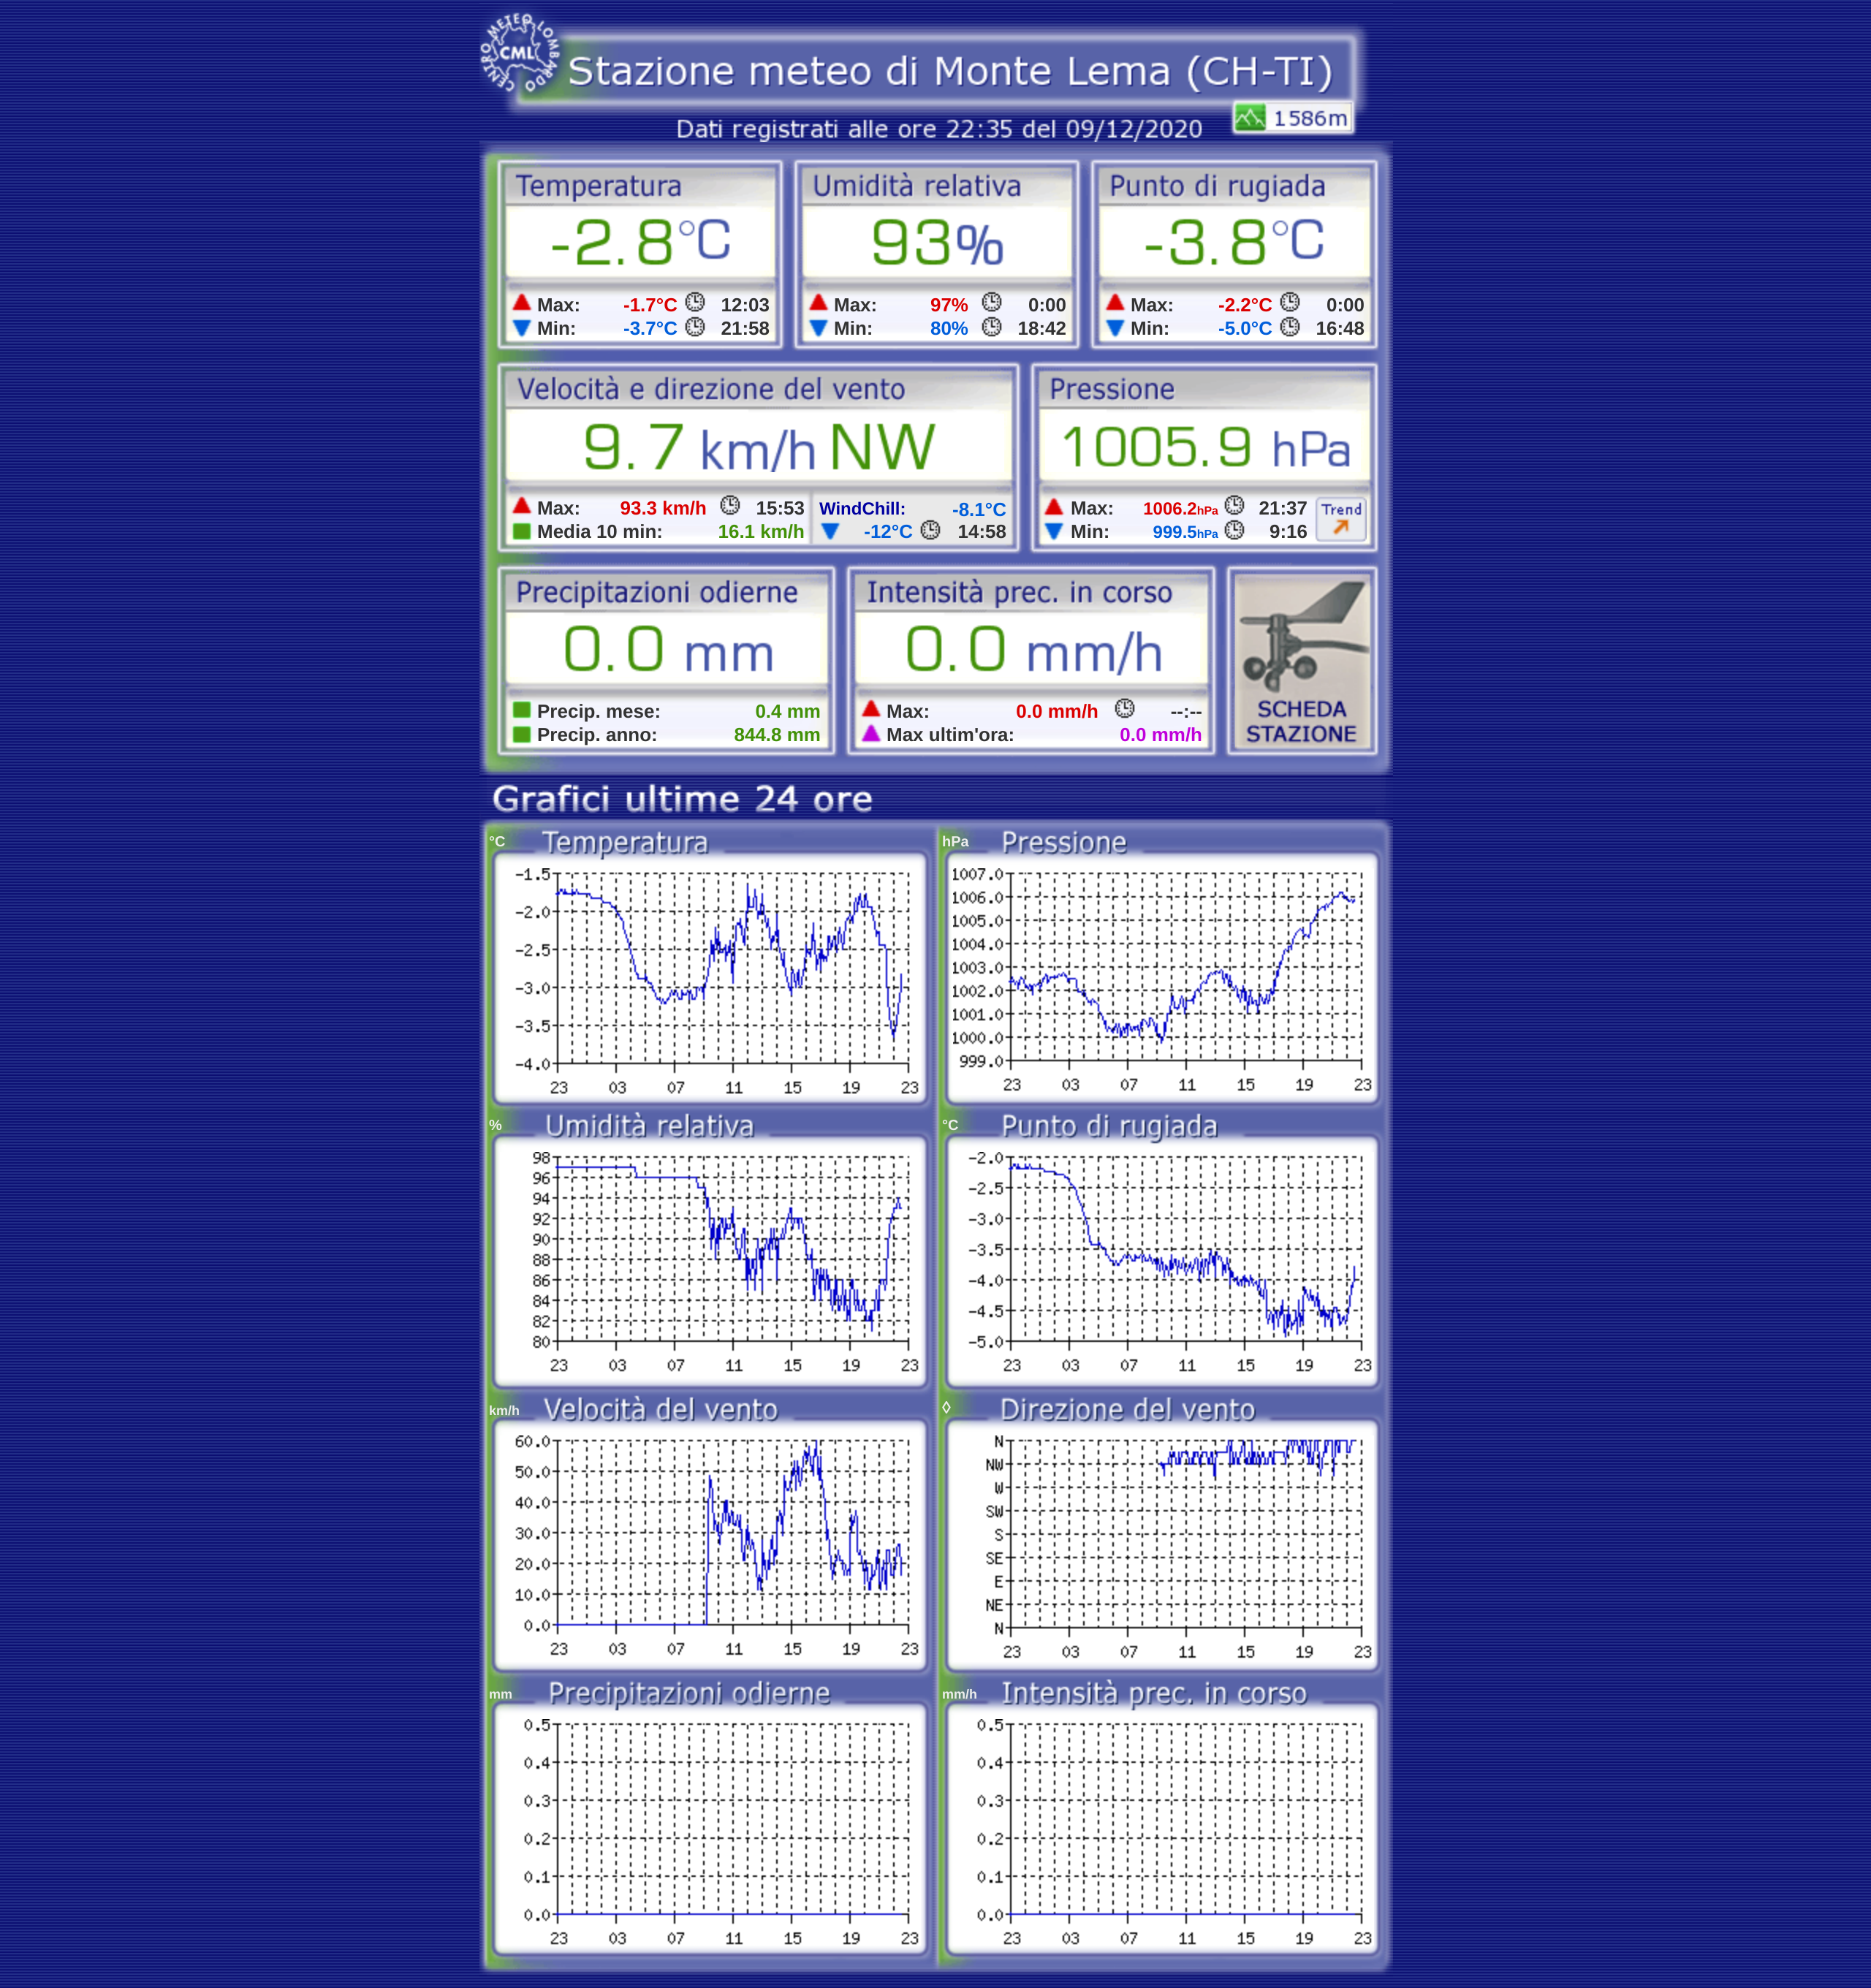 CENTRO METEO LOMBARDO
CML
Stazione meteo di Monte Lema (CH-TI)
1586m
Dati registrati alle ore 22:35 del 09/12/2020
Temperatura Umidità relativa Punto di rugiada
-2.8°C 93% -3.8°C
Max: -1.7°C 12:03 Max: 97% 0:00 Max: -2.2°C 0:00
Min: -3.7°C 21:58 Min: 80% 18:42 Min: -5.0°C 16:48
Velocità e direzione del vento Pressione
9.7 km/h NW 1005.9 hPa
Max: 93.3 km/h 15:53 WindChill: -8.1°C Max: 1006.2hPa 21:37 Trend
Media 10 min: 16.1 km/h -12°C 14:58 Min: 999.5hPa 9:16
Precipitazioni odierne Intensità prec. in corso
0.0 mm 0.0 mm/h
Precip. mese: 0.4 mm Max: 0.0 mm/h --:-- SCHEDA
Precip. anno: 844.8 mm Max ultim'ora: 0.0 mm/h STAZIONE
Grafici ultime 24 ore
°C Temperatura
-1.5
-2.0
-2.5
-3.0
-3.5
-4.0
23 03 07 11 15 19 23
hPa Pressione
1007.0
1006.0
1005.0
1004.0
1003.0
1002.0
1001.0
1000.0
999.0
23 03 07 11 15 19 23
% Umidità relativa
98
96
94
92
90
88
86
84
82
80
23 03 07 11 15 19 23
°C Punto di rugiada
-2.0
-2.5
-3.0
-3.5
-4.0
-4.5
-5.0
23 03 07 11 15 19 23
km/h Velocità del vento
60.0
50.0
40.0
30.0
20.0
10.0
0.0
23 03 07 11 15 19 23
◊ Direzione del vento
N
NW
W
SW
S
SE
E
NE
N
23 03 07 11 15 19 23
mm Precipitazioni odierne
0.5
0.4
0.3
0.2
0.1
0.0
23 03 07 11 15 19 23
mm/h Intensità prec. in corso
0.5
0.4
0.3
0.2
0.1
0.0
23 03 07 11 15 19 23